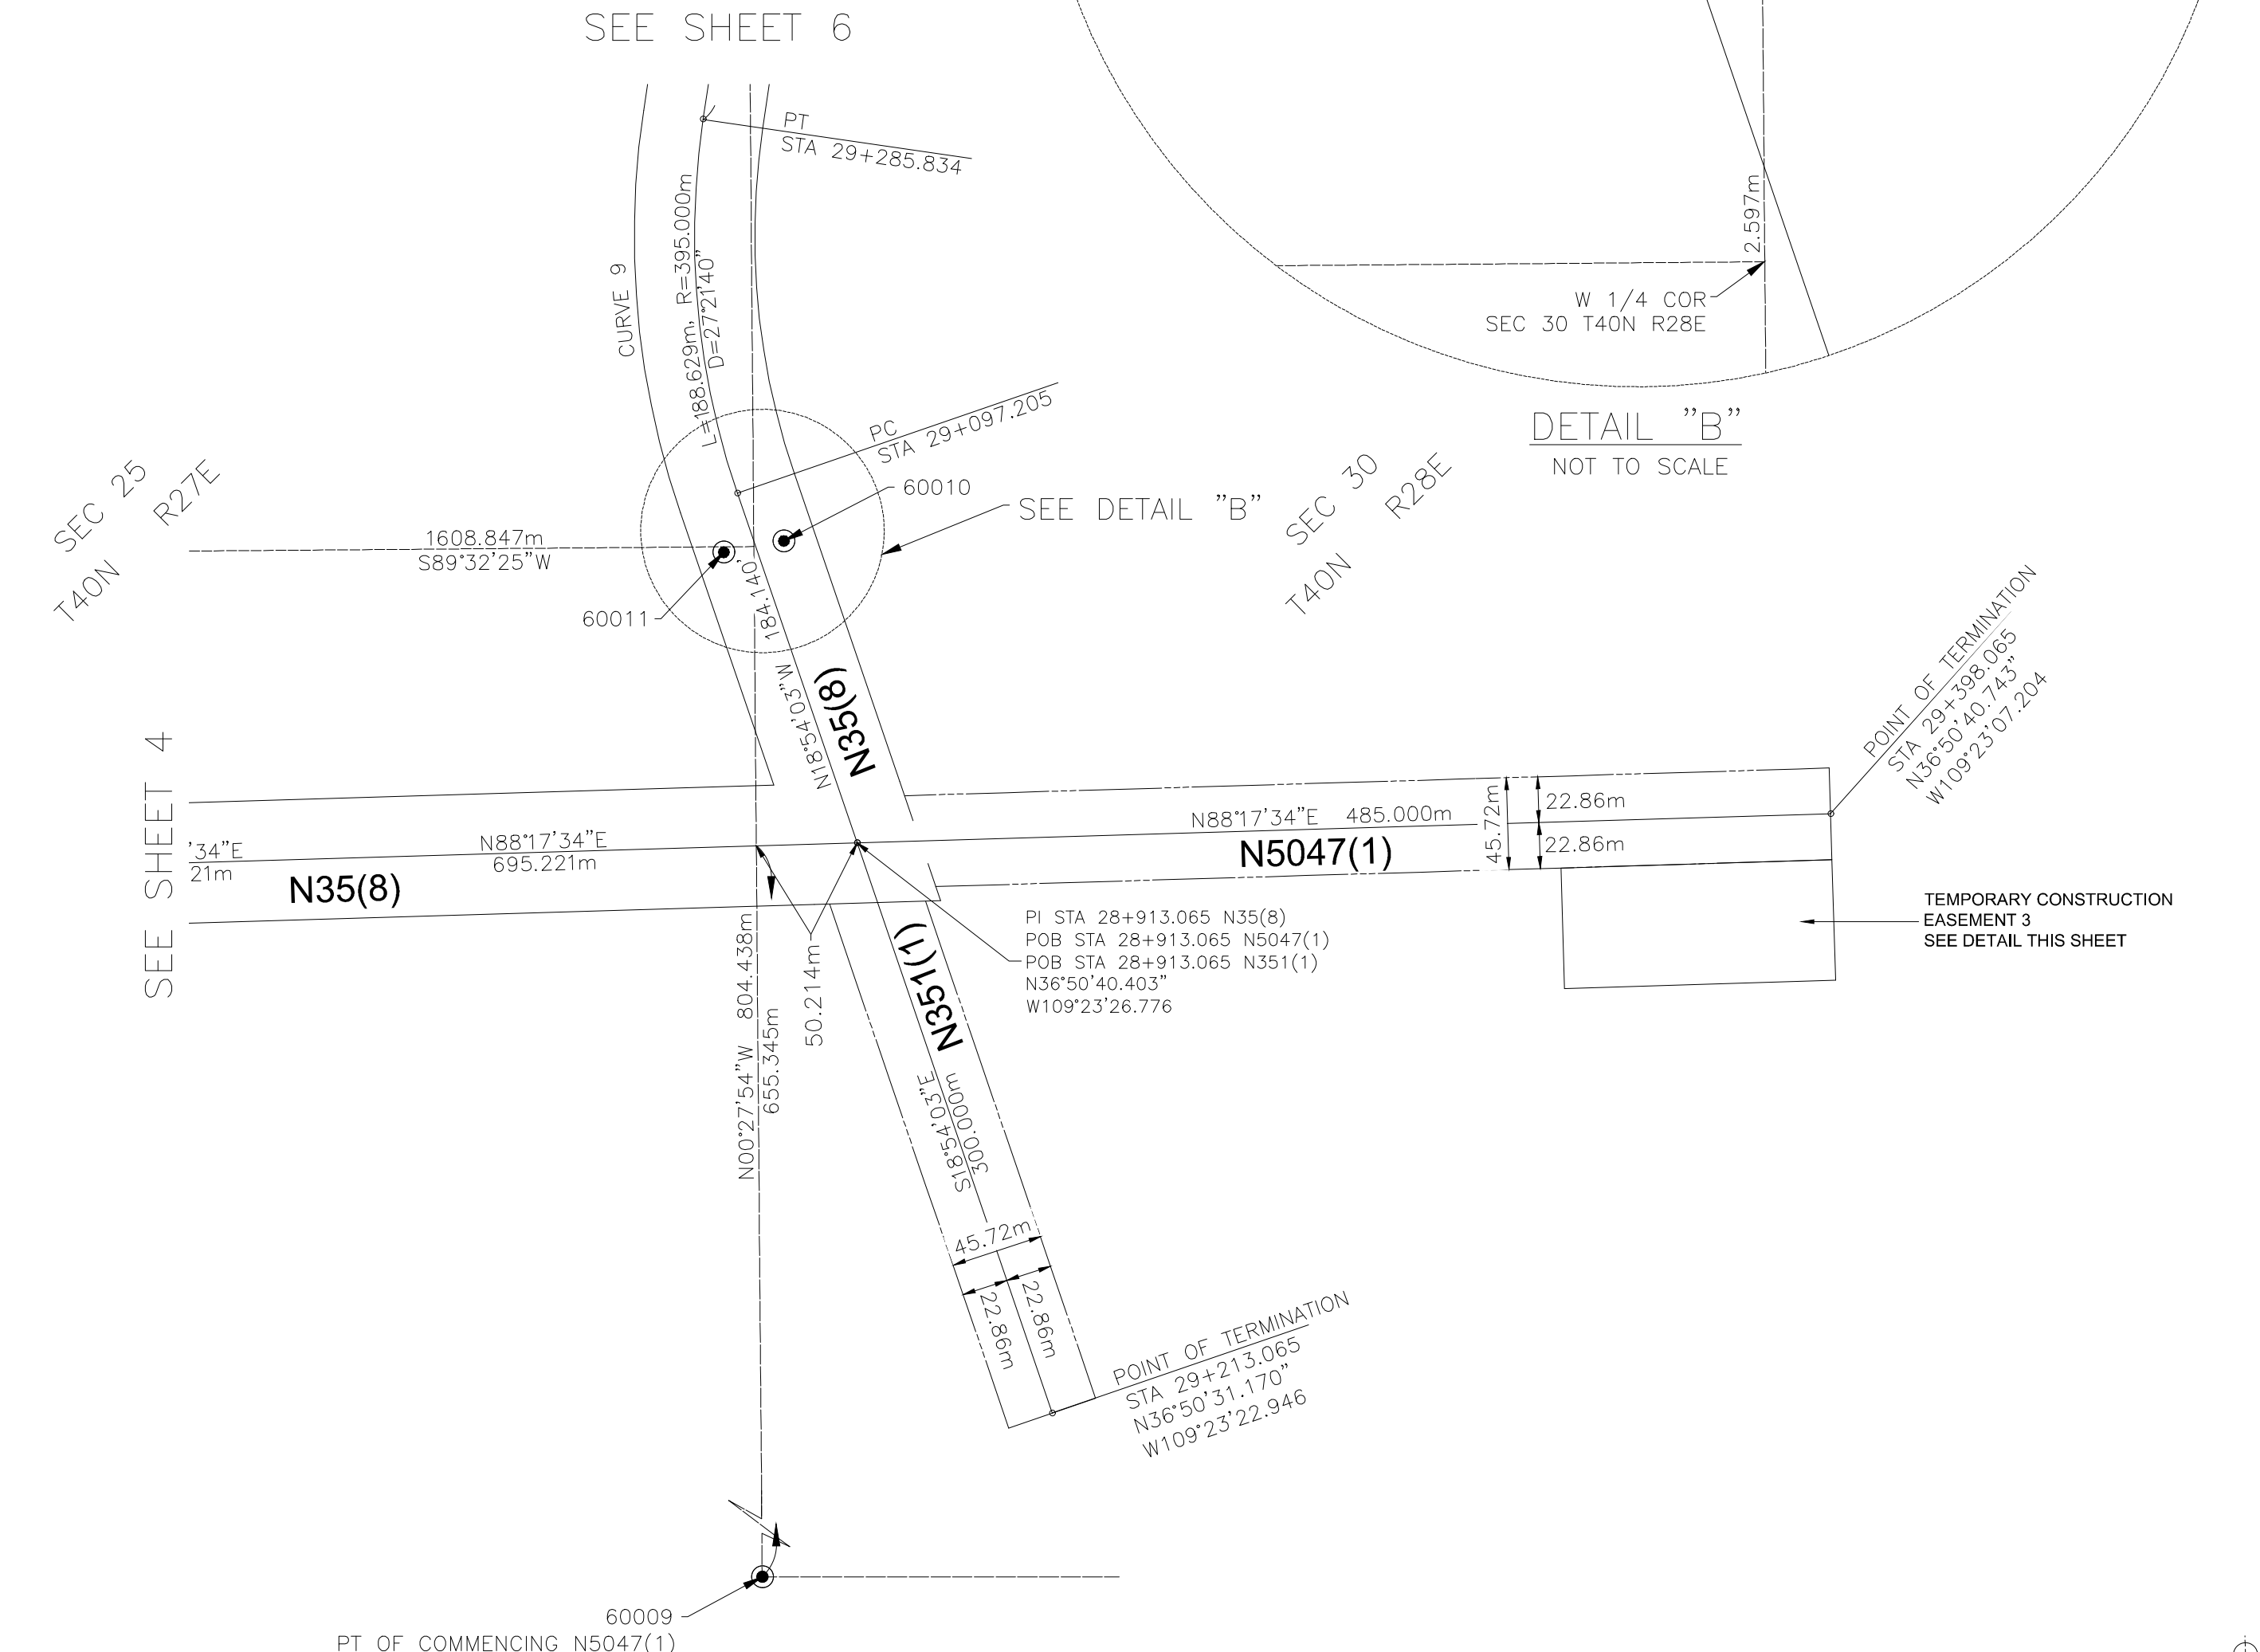 SEE SHEET 6
PT
STA 29+285.834
CURVE 9
L=188.629m, R=395.000m
D=27°21'40"
2.597m
W 1/4 COR
SEC 30 T40N R28E
DETAIL "B"
NOT TO SCALE
PC
STA 29+097.205
60010
SEE DETAIL "B"
SEC 25
T40N R27E
SEC 30
T40N R28E
1608.847m
S89°32'25"W
60011
184.140'
N18°54'03"W
N35(8)
POINT OF TERMINATION
STA 29+398.065
N36°50'40.743"
W109°23'07.204
SEE SHEET 4
'34"E
21m
N88°17'34"E
695.221m
N35(8)
N88°17'34"E 485.000m
N5047(1)
45.72m
22.86m
22.86m
TEMPORARY CONSTRUCTION
EASEMENT 3
SEE DETAIL THIS SHEET
PI STA 28+913.065 N35(8)
POB STA 28+913.065 N5047(1)
POB STA 28+913.065 N351(1)
N36°50'40.403"
W109°23'26.776
50.214m
N00°27'54"W 804.438m
655.345m
N351(1)
S18°54'03"E
300.000m
45.72m
22.86m
22.86m
POINT OF TERMINATION
STA 29+213.065
N36°50'31.170"
W109°23'22.946
60009
PT OF COMMENCING N5047(1)